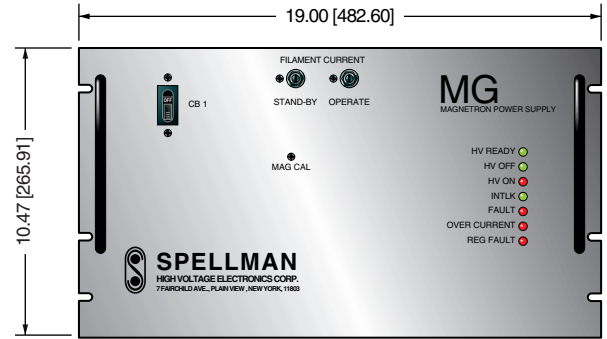 19.00 [482.60]
10.47 [265.91]
FILAMENT CURRENT
OFF
CB 1
STAND-BY OPERATE
MAG CAL
MG
MAGNETRON POWER SUPPLY
HV READY
HV OFF
HV ON
INTLK
FAULT
OVER CURRENT
REG FAULT
SPELLMAN
HIGH VOLTAGE ELECTRONICS CORP.
7 FAIRCHILD AVE., PLAIN VIEW, NEW YORK, 11803